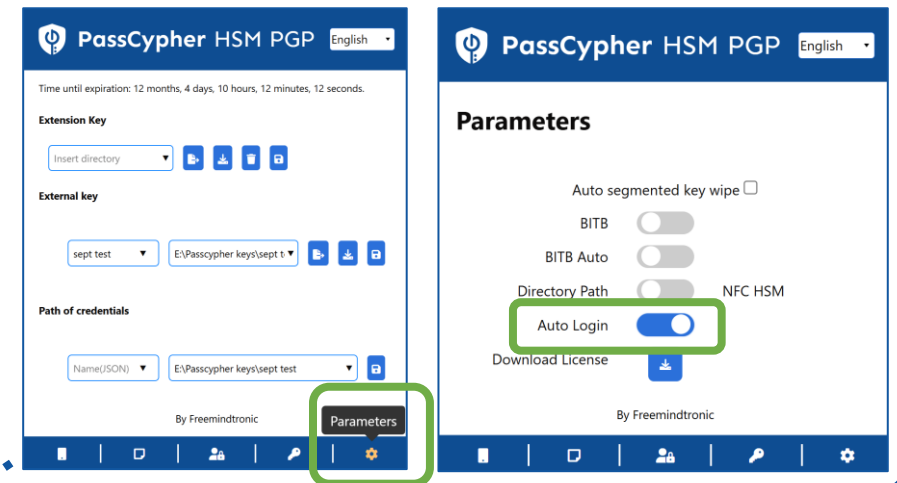 PassCypher HSM PGP English
Time until expiration: 12 months, 4 days, 10 hours, 12 minutes, 12 seconds.
Extension Key
Insert directory
External key
sept test E:\Passcypher keys\sept t
Path of credentials
Name(JSON) E:\Passcypher keys\sept test
By Freemindtronic
Parameters
PassCypher HSM PGP English
Parameters
Auto segmented key wipe
BITB
BITB Auto
Directory Path NFC HSM
Auto Login
Download License
By Freemindtronic